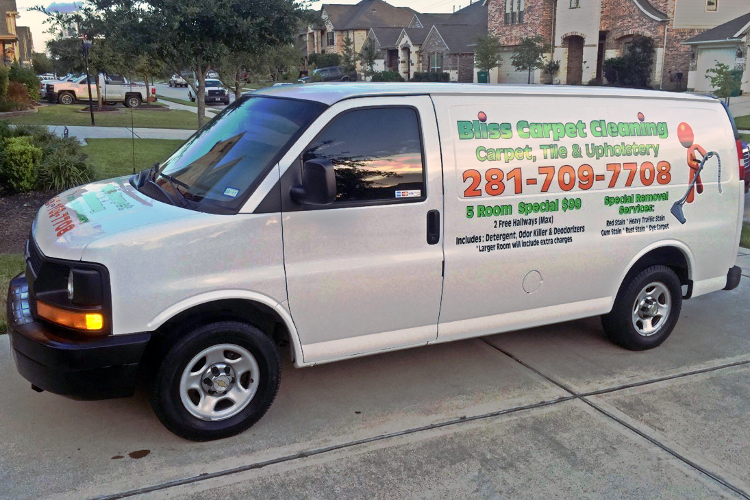 Bliss Carpet Cleaning
Carpet, Tile & Upholstery
281-709-7708
5 Room Special $99
2 Free Hallways (Max)
Includes : Detergent, Odor Killer & Deodorizers
*Larger Room will include extra charges
Special Removal
Services:
Red Stain * Heavy Traffic Stain
Gum Stain * Rust Stain * Dye Carpet